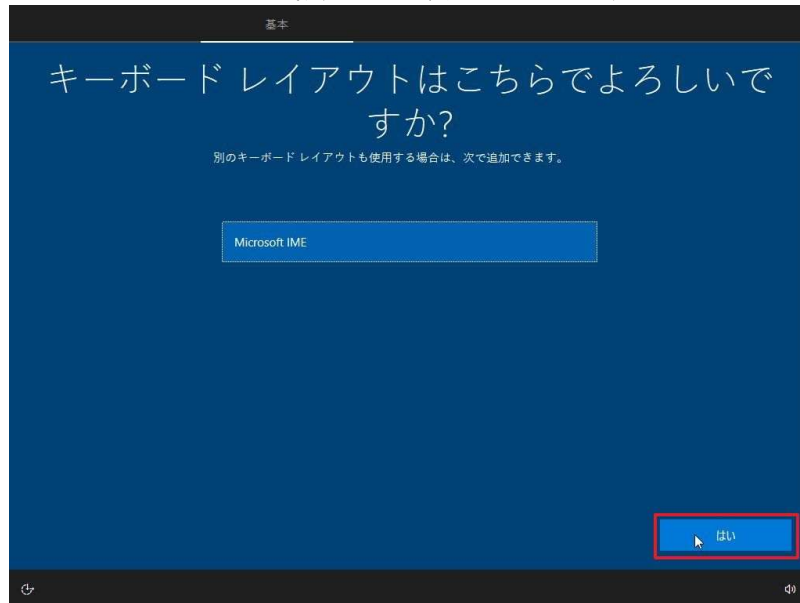 基本
キーボード レイアウトはこちらでよろしいで
すか?
別のキーボード レイアウトも使用する場合は、次で追加できます。
Microsoft IME
はい